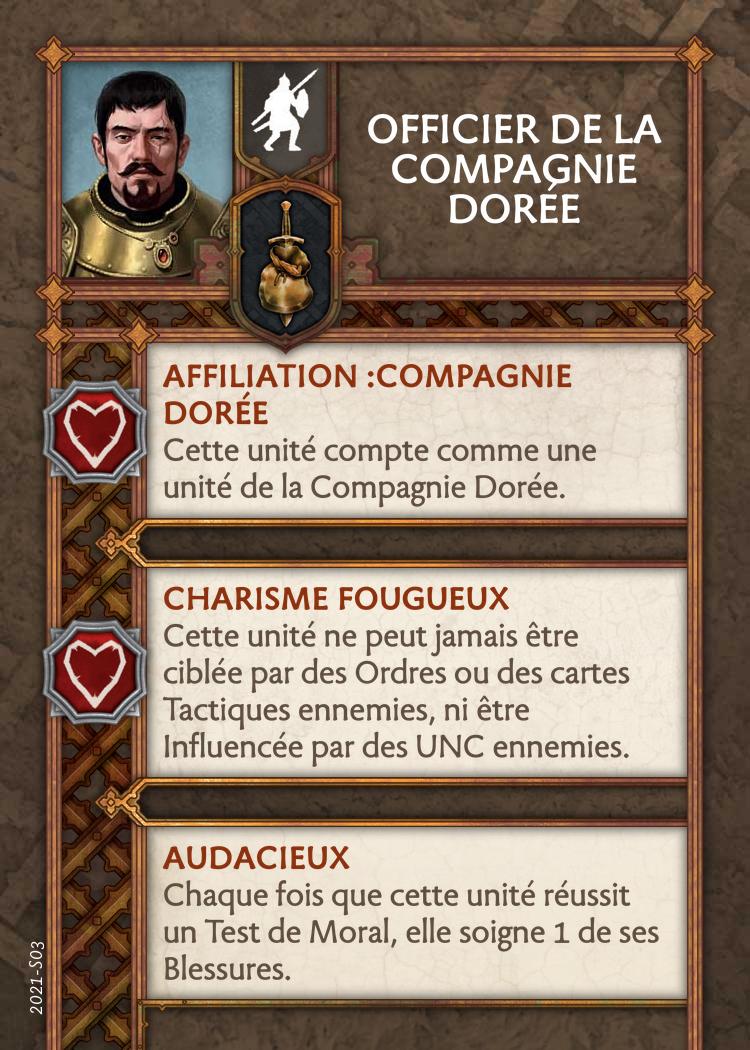 OFFICIER DE LA
COMPAGNIE
DORÉE
AFFILIATION :COMPAGNIE
DORÉE
Cette unité compte comme une
unité de la Compagnie Dorée.
CHARISME FOUGUEUX
Cette unité ne peut jamais être
ciblée par des Ordres ou des cartes
Tactiques ennemies, ni être
Influencée par des UNC ennemies.
AUDACIEUX
Chaque fois que cette unité réussit
un Test de Moral, elle soigne 1 de ses
Blessures.
2021-S03